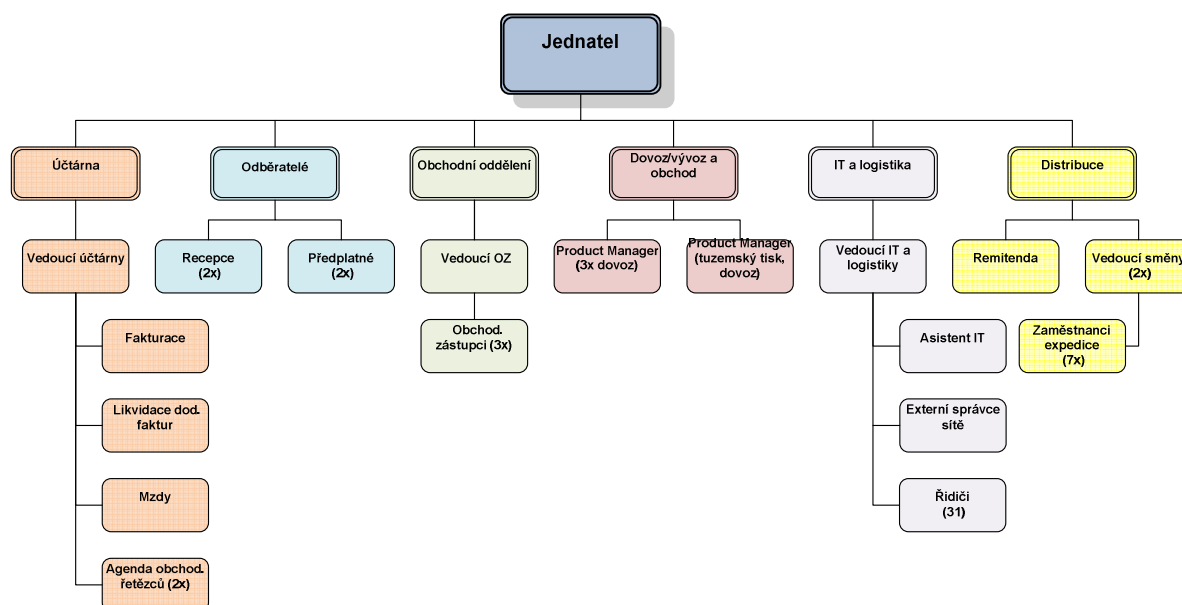 Jednatel
Účtárna
Odběratelé
Obchodní oddělení
Dovoz/vývoz a
obchod
IT a logistika
Distribuce
Vedoucí účtárny
Recepce
(2x)
Předplatné
(2x)
Vedoucí OZ
Product Manager
(3x dovoz)
Product Manager
(tuzemský tisk,
dovoz)
Vedoucí IT a
logistiky
Remitenda
Vedoucí směny
(2x)
Fakturace
Obchod.
zástupci (3x)
Asistent IT
Zaměstnanci
expedice
(7x)
Likvidace dod.
faktur
Externí správce
sítě
Mzdy
Řidiči
(31)
Agenda obchod.
řetězců (2x)